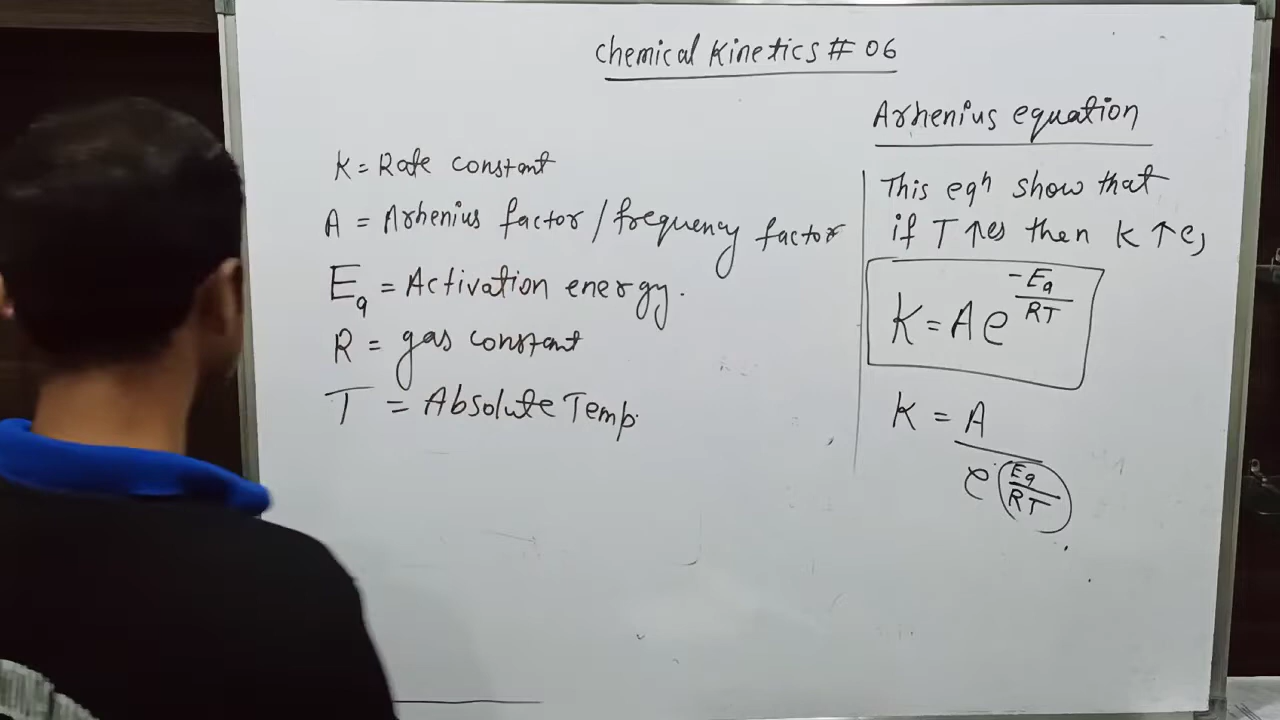 Chemical Kinetics # 06
K = Rate constant
A = Arhenius factor / frequency factor
Ea = Activation energy.
R = gas constant
T = Absolute Temp.
Arhenius equation
This eqn show that
if T ↑es then K ↑es
K = A e^(-Ea/RT)
K = A / e^(Ea/RT)